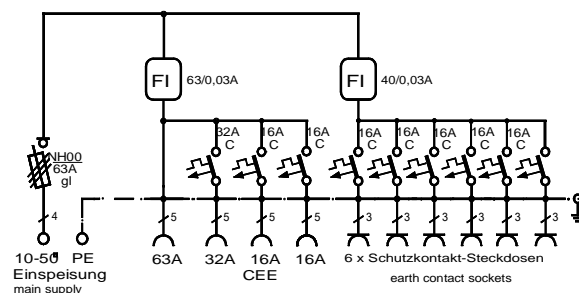 FI 63/0,03A FI 40/0,03A
32A 16A 16A 16A 16A 16A 16A 16A 16A
C C C C C C C C C
NH00
63A
gl
4 5 5 5 5 3 3 3 3 3 3
10-50 PE 63A 32A 16A 16A 6 x Schutzkontakt-Steckdosen
Einspeisung CEE earth contact sockets
main supply